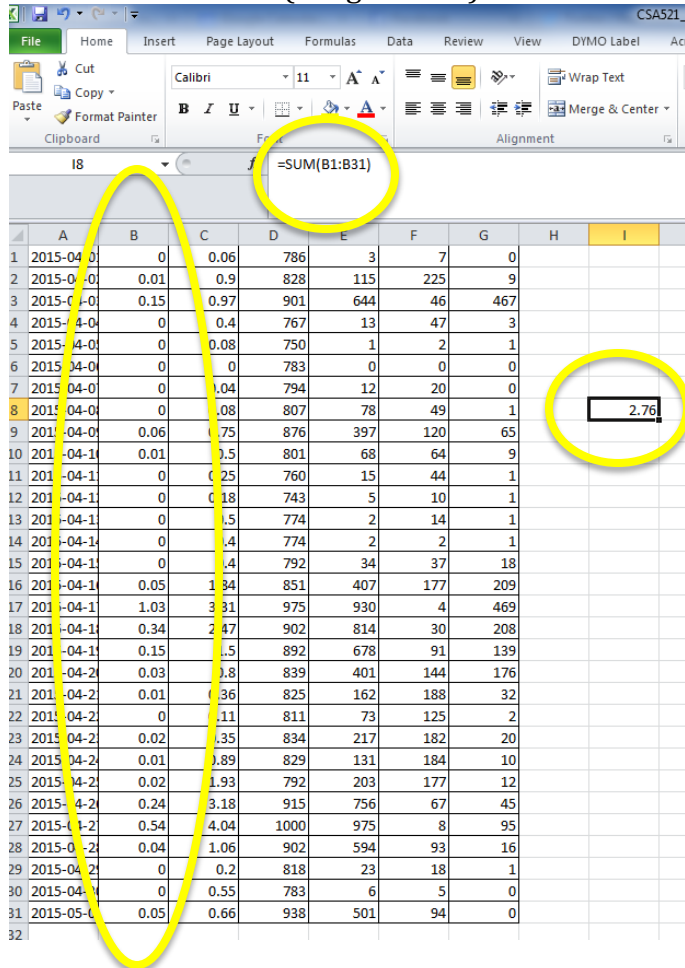 CSA521_
File Home Insert Page Layout Formulas Data Review View DYMO Label
Cut
Copy
Paste
Format Painter
Clipboard
Calibri 11 A A
B I U A
Wrap Text
Merge & Center
Alignment
I8 =SUM(B1:B31)
A B C D E F G H I
1 0 0.06 786 3 7 0
2 0.01 0.9 828 115 225 9
3 0.15 0.97 901 644 46 467
4 0 0.4 767 13 47 3
5 0 0.08 750 1 2 1
6 0 0 783 0 0 0
7 0 794 12 20 0
8 0 807 78 49 1 2.76
9 0.06 876 397 120 65
10 0.01 801 68 64 9
11 0 760 15 44 1
12 0 743 5 10 1
13 0 774 2 14 1
14 0 774 2 2 1
15 0 792 34 37 18
16 0.05 1.84 851 407 177 209
17 1.03 3.31 975 930 4 469
18 0.34 2.47 902 814 30 208
19 0.15 892 678 91 139
20 0.03 839 401 144 176
21 0.01 825 162 188 32
22 0 811 73 125 2
23 0.02 834 217 182 20
24 0.01 0.89 829 131 184 10
25 0.02 1.93 792 203 177 12
26 0.24 3.18 915 756 67 45
27 0.54 4.04 1000 975 8 95
28 0.04 1.06 902 594 93 16
29 0 0.2 818 23 18 1
30 0 0.55 783 6 5 0
31 0.05 0.66 938 501 94 0
32